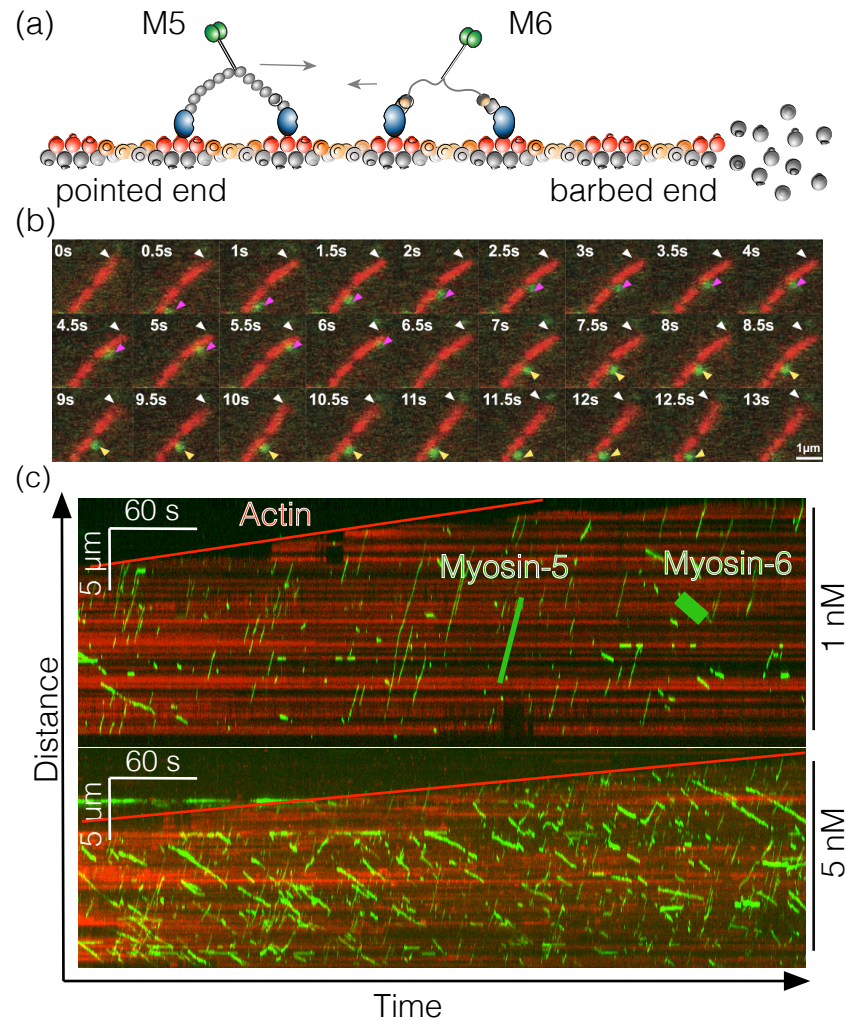 (a)
M5 M6
pointed end barbed end
(b)
0s 0.5s 1s 1.5s 2s 2.5s 3s 3.5s 4s
4.5s 5s 5.5s 6s 6.5s 7s 7.5s 8s 8.5s
9s 9.5s 10s 10.5s 11s 11.5s 12s 12.5s 13s
1μm
(c)
60 s
5 μm
Actin
Myosin-5
Myosin-6
1 nM
60 s
5 μm
5 nM
Distance
Time